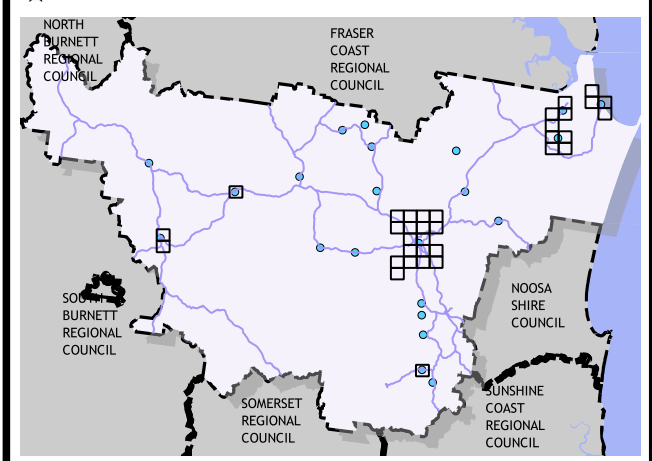 NORTH
BURNETT
REGIONAL
COUNCIL
FRASER
COAST
REGIONAL
COUNCIL
SOUTH
BURNETT
REGIONAL
COUNCIL
NOOSA
SHIRE
COUNCIL
SOMERSET
REGIONAL
COUNCIL
SUNSHINE
COAST
REGIONAL
COUNCIL